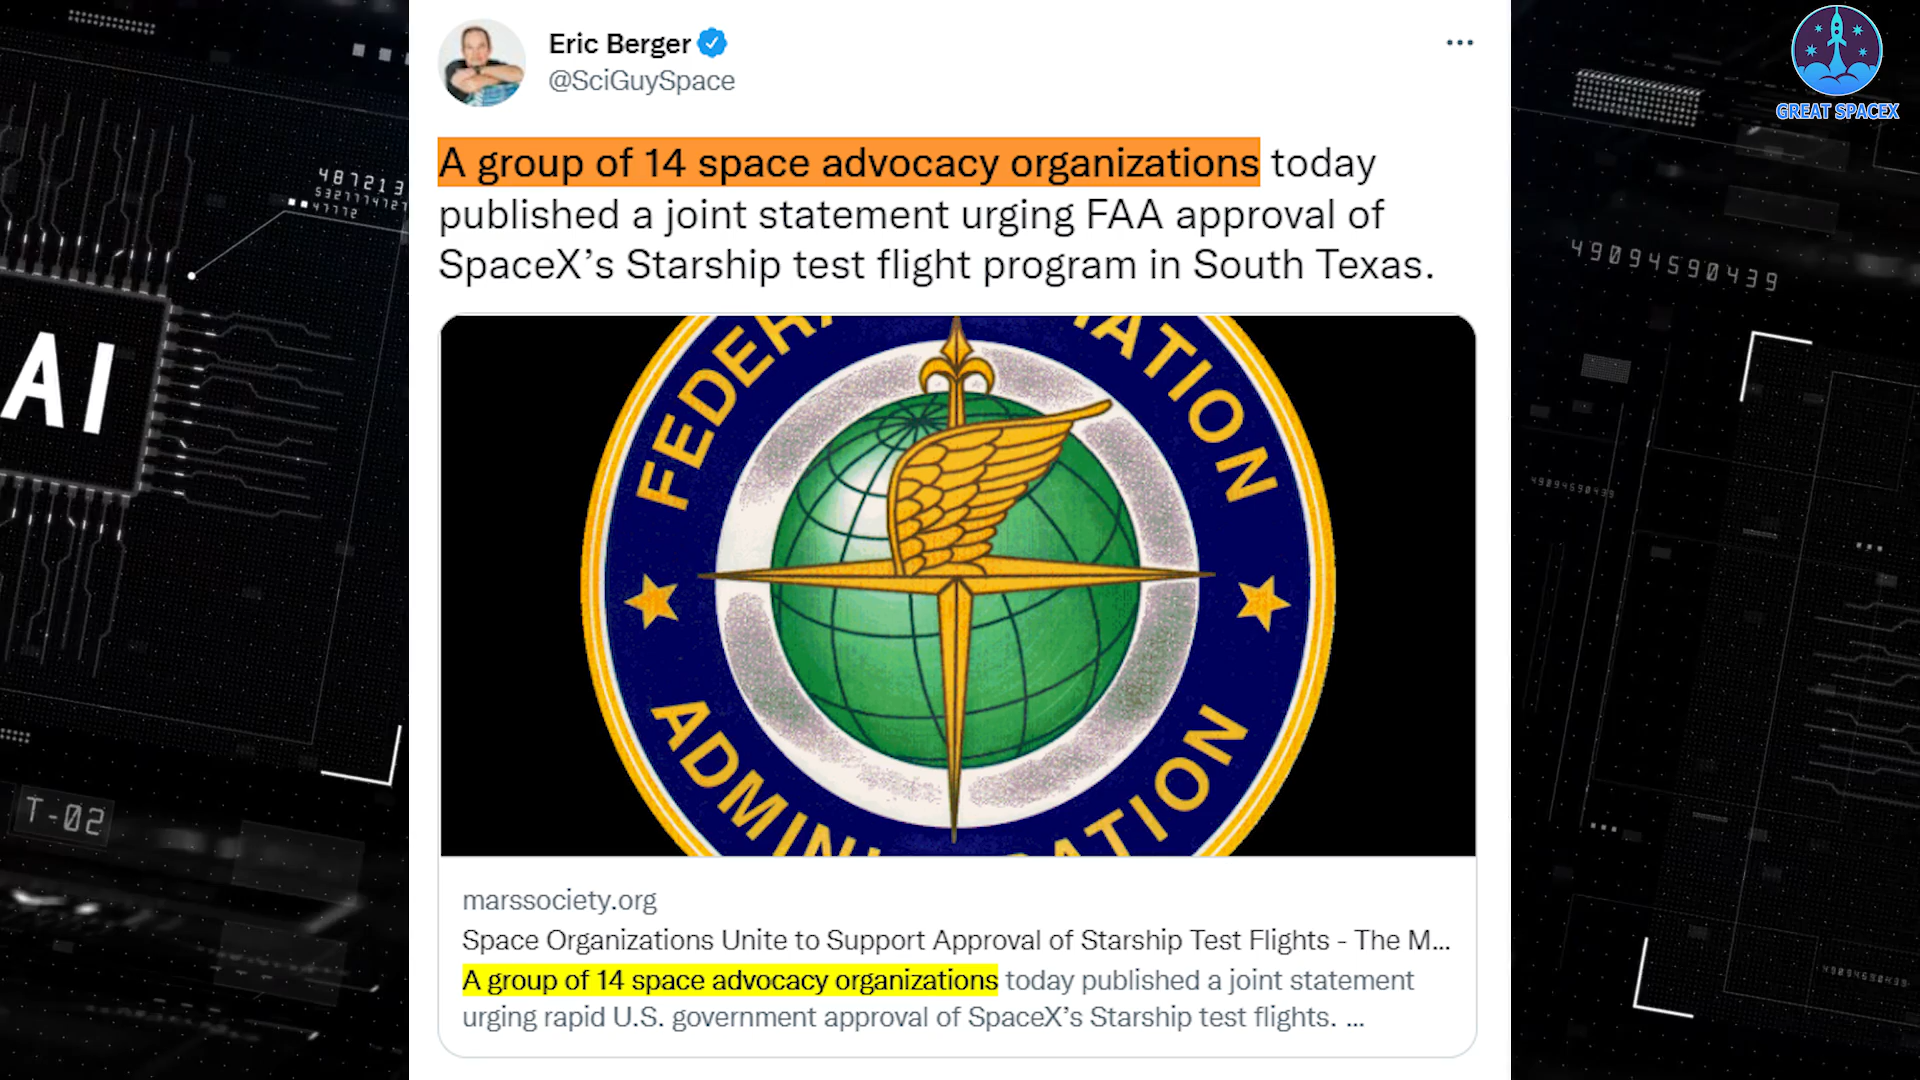 Eric Berger
@SciGuySpace
A group of 14 space advocacy organizations today
published a joint statement urging FAA approval of
SpaceX’s Starship test flight program in South Texas.
marssociety.org
Space Organizations Unite to Support Approval of Starship Test Flights - The M...
A group of 14 space advocacy organizations today published a joint statement
urging rapid U.S. government approval of SpaceX’s Starship test flights. ...
GREAT SPACEX
AI
T-02
487213
47772
49094590439
49094590439
ADMIN